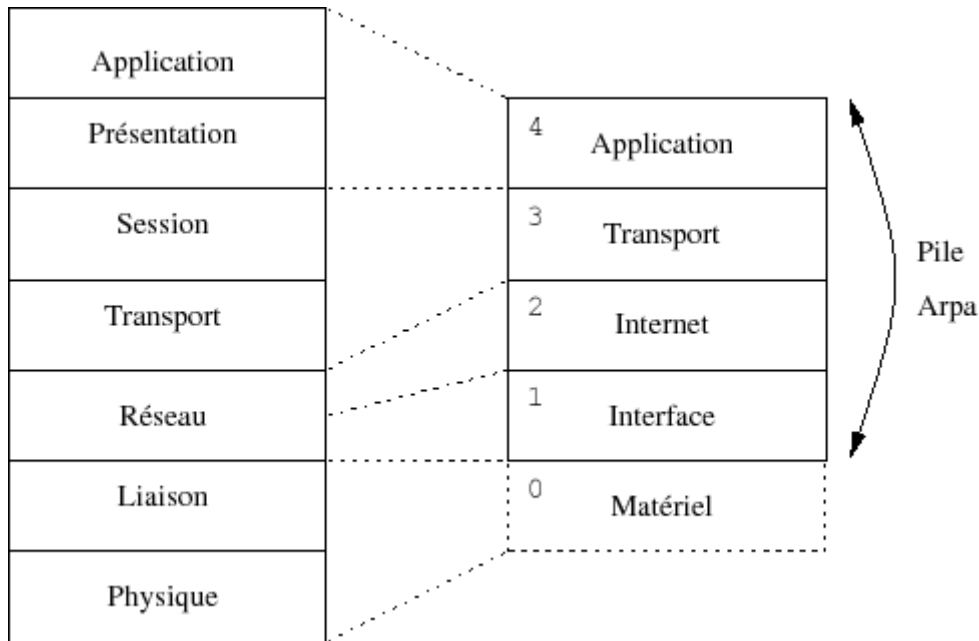 Application
Présentation
Session
Transport
Réseau
Liaison
Physique
4
Application
3
Transport
2
Internet
1
Interface
0
Matériel
Pile
Arpa